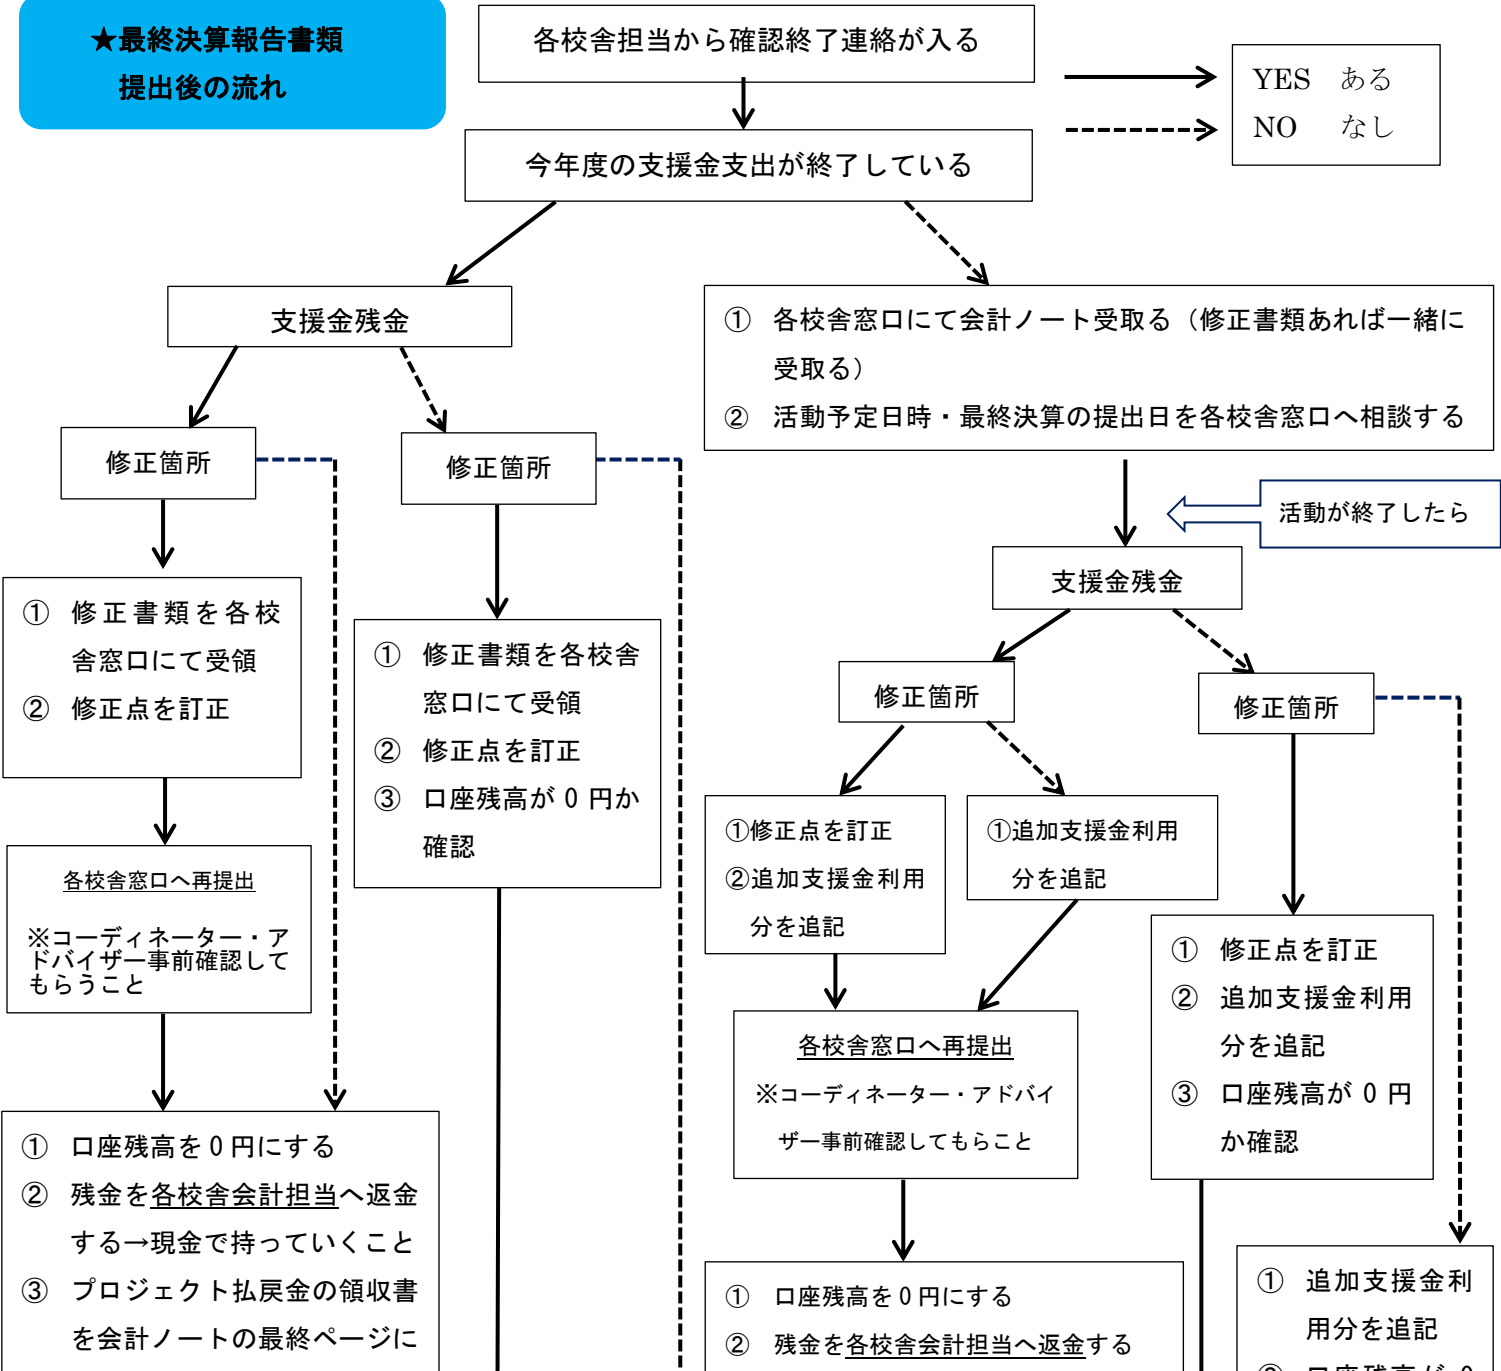 ★最終決算報告書類
提出後の流れ
各校舎担当から確認終了連絡が入る
YES ある
NO なし
今年度の支援金支出が終了している
支援金残金
① 各校舎窓口にて会計ノート受取る（修正書類あれば一緒に
受取る）
② 活動予定日時・最終決算の提出日を各校舎窓口へ相談する
修正箇所
修正箇所
活動が終了したら
支援金残金
① 修正書類を各校
舎窓口にて受領
② 修正点を訂正
① 修正書類を各校舎
窓口にて受領
② 修正点を訂正
③ 口座残高が 0 円か
確認
修正箇所
修正箇所
①修正点を訂正
②追加支援金利用
分を追記
①追加支援金利用
分を追記
各校舎窓口へ再提出
※コーディネーター・ア
ドバイザー事前確認して
もらうこと
① 修正点を訂正
② 追加支援金利用
分を追記
③ 口座残高が 0 円
か確認
各校舎窓口へ再提出
※コーディネーター・アドバイ
ザー事前確認してもらこと
① 口座残高を 0 円にする
② 残金を各校舎会計担当へ返金
する→現金で持っていくこと
③ プロジェクト払戻金の領収書
を会計ノートの最終ページに
① 口座残高を 0 円にする
② 残金を各校舎会計担当へ返金する
① 追加支援金利
用分を追記
② 口座残高が 0